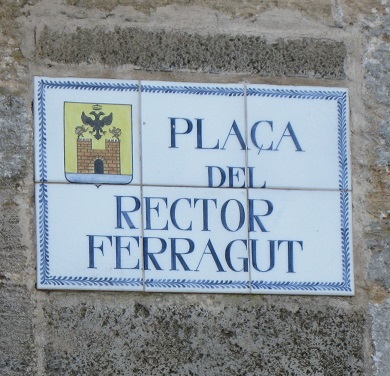 PLAÇA
DEL
RECTOR
FERRAGUT